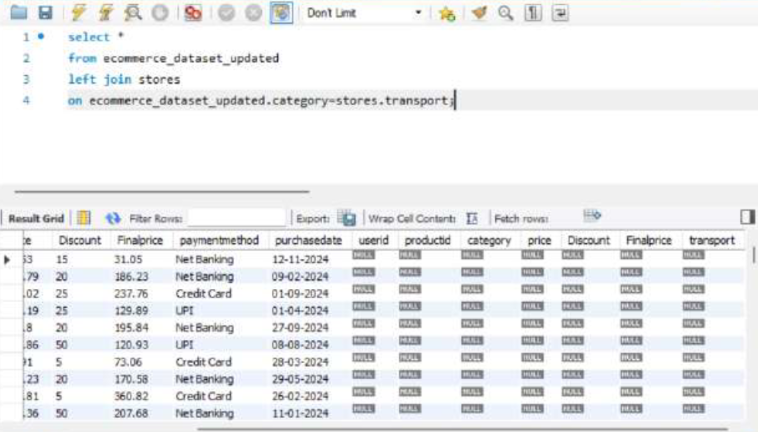 Don't Limit
1 select *
2 from ecommerce_dataset_updated
3 left join stores
4 on ecommerce_dataset_updated.category=stores.transport;
Result Grid Filter Rows: Export: Wrap Cell Content: IA Fetch rows:
:e Discount Finalprice paymentmethod purchasedate userid productid category price Discount Finalprice transport
53 15 31.05 Net Banking 12-11-2024 NULL NULL NULL NULL NULL NULL NULL
.79 20 186.23 Net Banking 09-02-2024 NULL NULL NULL NULL NULL NULL NULL
.02 25 237.76 Credit Card 01-09-2024 NULL NULL NULL NULL NULL NULL NULL
.19 25 129.89 UPI 01-04-2024 NULL NULL NULL NULL NULL NULL NULL
.8 20 195.84 Net Banking 27-09-2024 NULL NULL NULL NULL NULL NULL NULL
.86 50 120.93 UPI 08-08-2024 NULL NULL NULL NULL NULL NULL NULL
91 5 73.06 Credit Card 28-03-2024 NULL NULL NULL NULL NULL NULL NULL
.23 20 170.58 Net Banking 29-05-2024 NULL NULL NULL NULL NULL NULL NULL
.81 5 360.82 Credit Card 26-02-2024 NULL NULL NULL NULL NULL NULL NULL
.36 50 207.68 Net Banking 11-01-2024 NULL NULL NULL NULL NULL NULL NULL